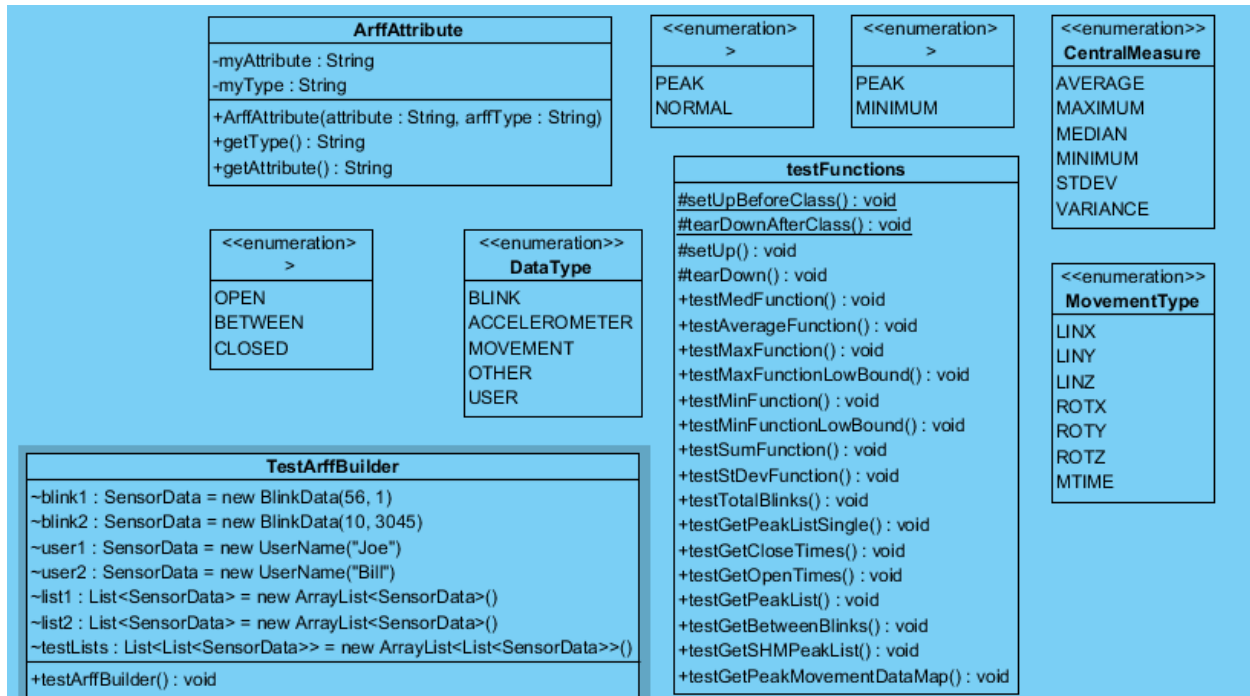 ArffAttribute
-myAttribute : String
-myType : String
+ArffAttribute(attribute : String, arffType : String)
+getType() : String
+getAttribute() : String
<<enumeration>
>
PEAK
NORMAL
<<enumeration>
>
PEAK
MINIMUM
<<enumeration>>
CentralMeasure
AVERAGE
MAXIMUM
MEDIAN
MINIMUM
STDEV
VARIANCE
<<enumeration>
>
OPEN
BETWEEN
CLOSED
<<enumeration>>
DataType
BLINK
ACCELEROMETER
MOVEMENT
OTHER
USER
testFunctions
#setUpBeforeClass() : void
#tearDownAfterClass() : void
#setUp() : void
#tearDown() : void
+testMedFunction() : void
+testAverageFunction() : void
+testMaxFunction() : void
+testMaxFunctionLowBound() : void
+testMinFunction() : void
+testMinFunctionLowBound() : void
+testSumFunction() : void
+testStDevFunction() : void
+testTotalBlinks() : void
+testGetPeakListSingle() : void
+testGetCloseTimes() : void
+testGetOpenTimes() : void
+testGetPeakList() : void
+testGetBetweenBlinks() : void
+testGetSHMPeakList() : void
+testGetPeakMovementDataMap() : void
<<enumeration>>
MovementType
LINX
LINY
LINZ
ROTX
ROTY
ROTZ
MTIME
TestArffBuilder
~blink1 : SensorData = new BlinkData(56, 1)
~blink2 : SensorData = new BlinkData(10, 3045)
~user1 : SensorData = new UserName("Joe")
~user2 : SensorData = new UserName("Bill")
~list1 : List<SensorData> = new ArrayList<SensorData>()
~list2 : List<SensorData> = new ArrayList<SensorData>()
~testLists : List<List<SensorData>> = new ArrayList<List<SensorData>>()
+testArffBuilder() : void